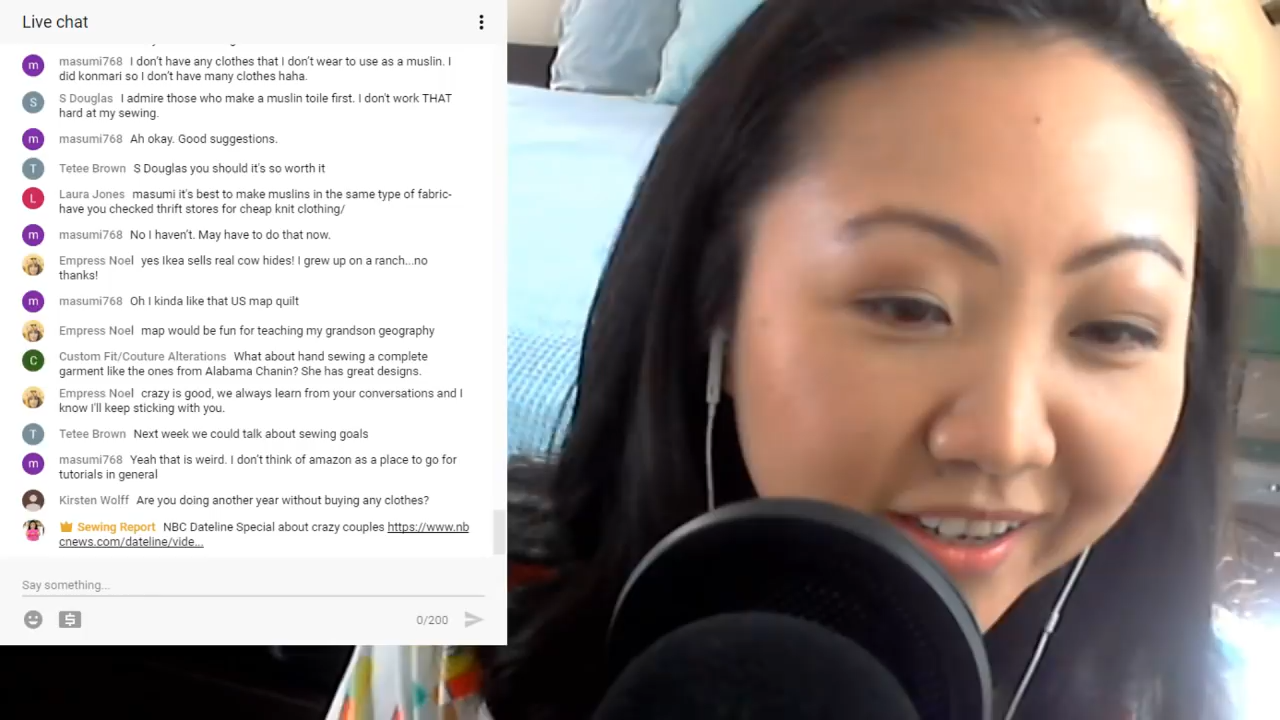 Live chat
masumi768 I don't have any clothes that I don't wear to use as a muslin. I
did konmari so I don't have many clothes haha.
S Douglas I admire those who make a muslin toile first. I don't work THAT
hard at my sewing.
masumi768 Ah okay. Good suggestions.
Tetee Brown S Douglas you should it's so worth it
Laura Jones masumi it's best to make muslins in the same type of fabric-
have you checked thrift stores for cheap knit clothing/
masumi768 No I haven't. May have to do that now.
Empress Noel yes Ikea sells real cow hides! I grew up on a ranch...no
thanks!
masumi768 Oh I kinda like that US map quilt
Empress Noel map would be fun for teaching my grandson geography
Custom Fit/Couture Alterations What about hand sewing a complete
garment like the ones from Alabama Chanin? She has great designs.
Empress Noel crazy is good, we always learn from your conversations and I
know I'll keep sticking with you.
Tetee Brown Next week we could talk about sewing goals
masumi768 Yeah that is weird. I don't think of amazon as a place to go for
tutorials in general
Kirsten Wolff Are you doing another year without buying any clothes?
Sewing Report NBC Dateline Special about crazy couples https://www.nb
cnews.com/dateline/vide...
Say something...
0/200